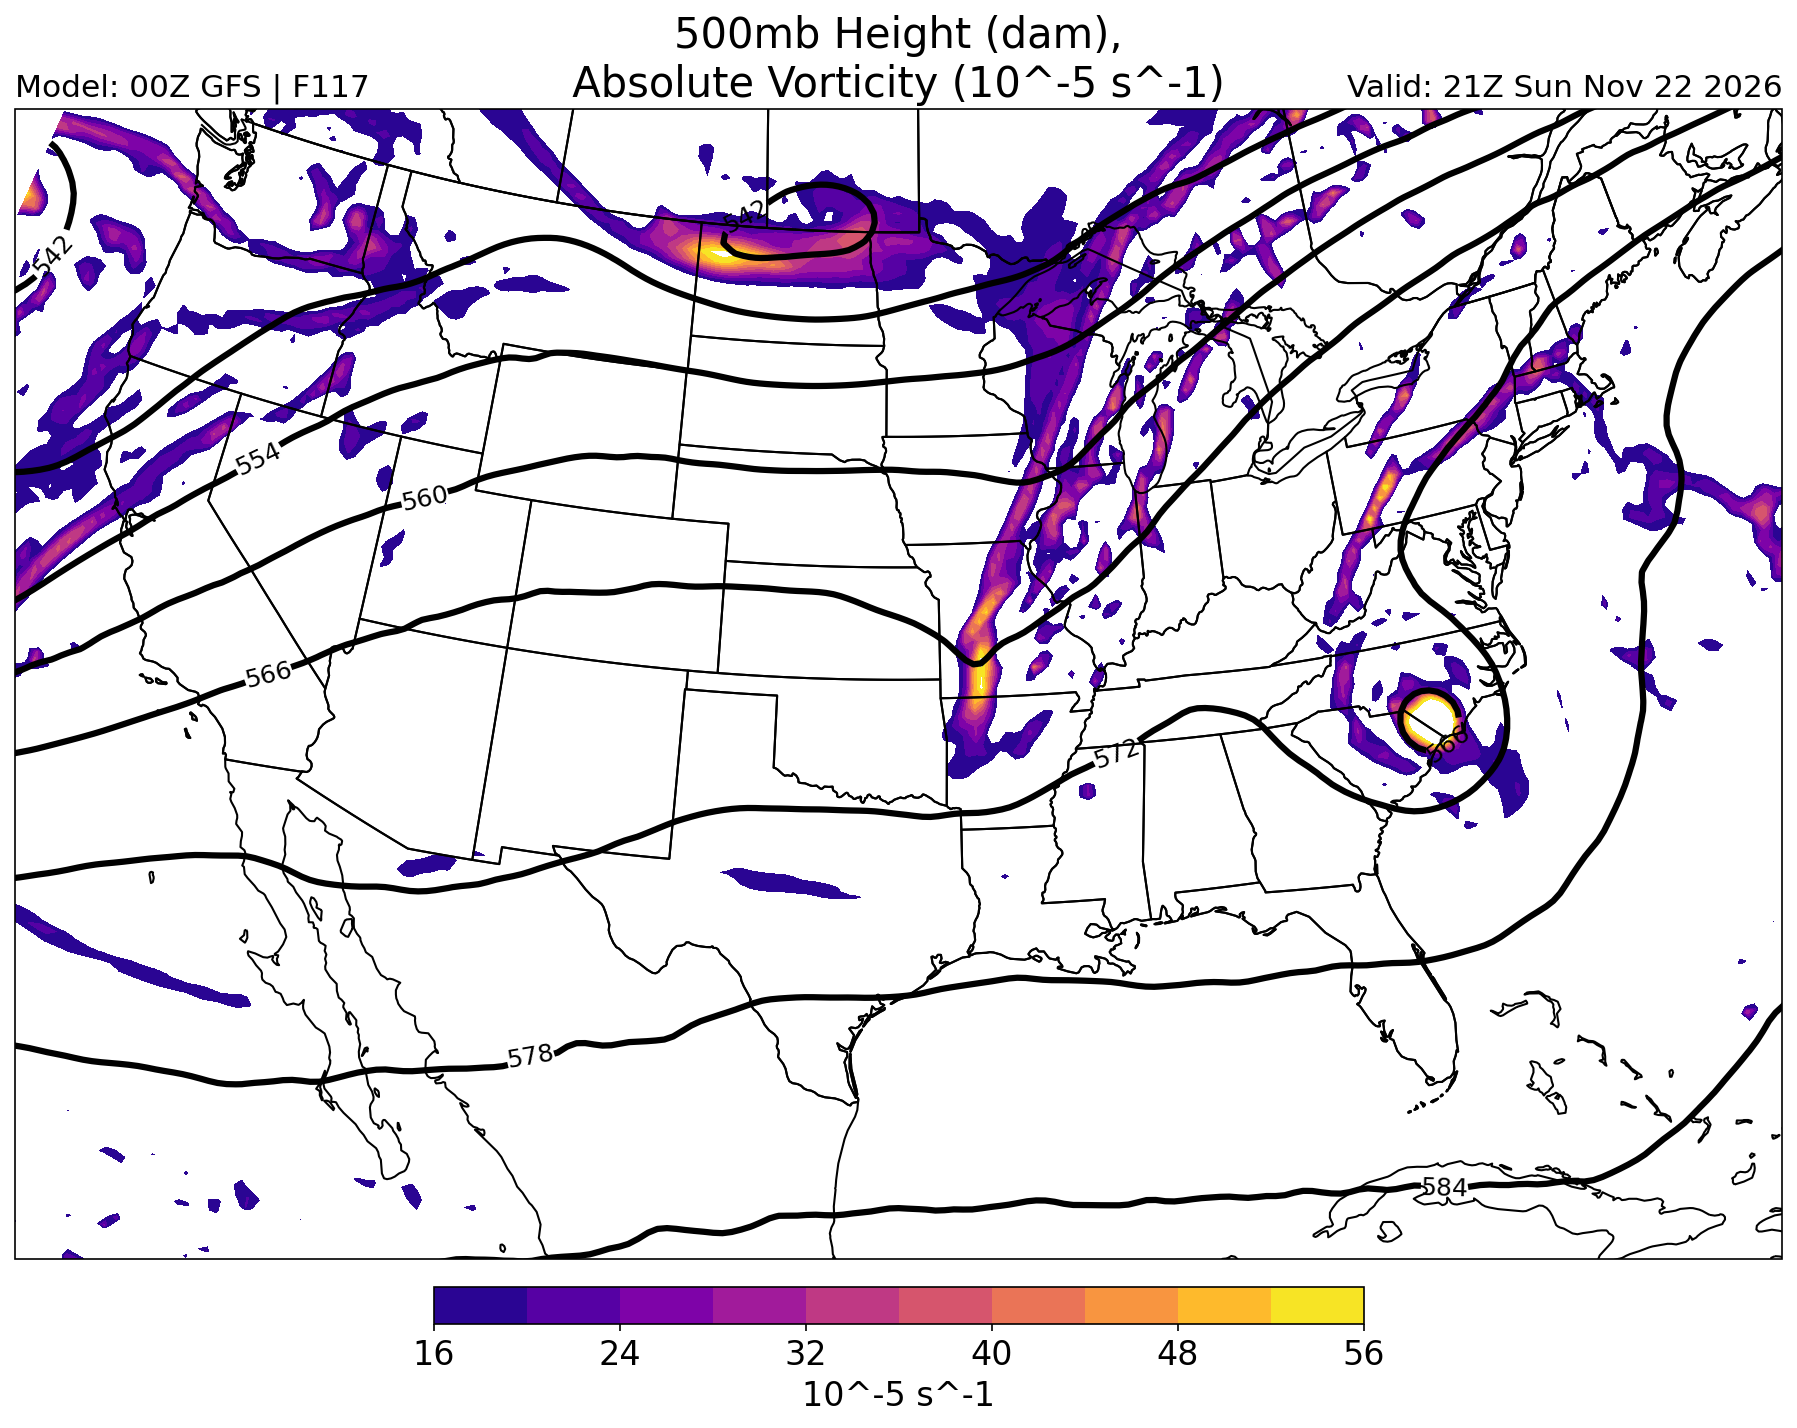 500mb Height (dam),
Model: 00Z GFS | F117
Absolute Vorticity (10^-5 s^-1)
Valid: 21Z Sun Nov 22 2026
542
542
554
560
566
566
572
578
584
16 24 32 40 48 56
10^-5 s^-1